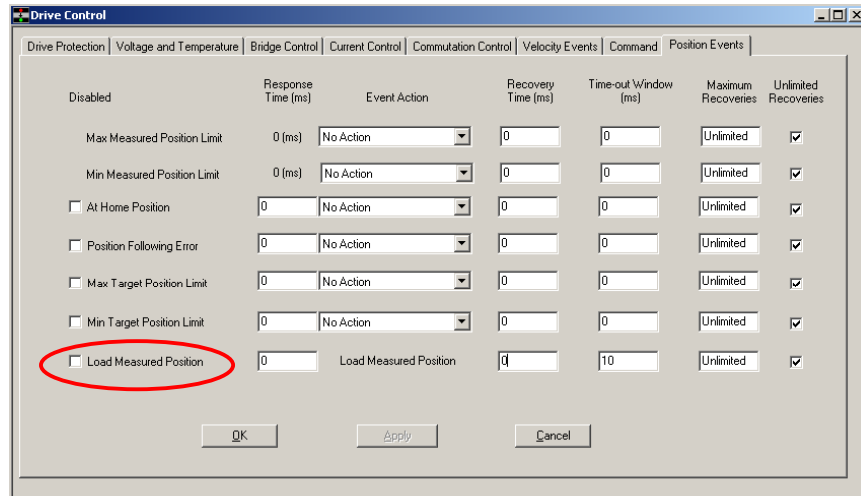 Drive Control
Drive Protection Voltage and Temperature Bridge Control Current Control Commutation Control Velocity Events Command Position Events
Disabled Response Time (ms) Event Action Recovery Time (ms) Time-out Window (ms) Maximum Recoveries Unlimited Recoveries
Max Measured Position Limit 0 (ms) No Action 0 0 Unlimited
Min Measured Position Limit 0 (ms) No Action 0 0 Unlimited
At Home Position 0 No Action 0 0 Unlimited
Position Following Error 0 No Action 0 0 Unlimited
Max Target Position Limit 0 No Action 0 0 Unlimited
Min Target Position Limit 0 No Action 0 0 Unlimited
Load Measured Position 0 Load Measured Position 0 10 Unlimited
OK Apply Cancel